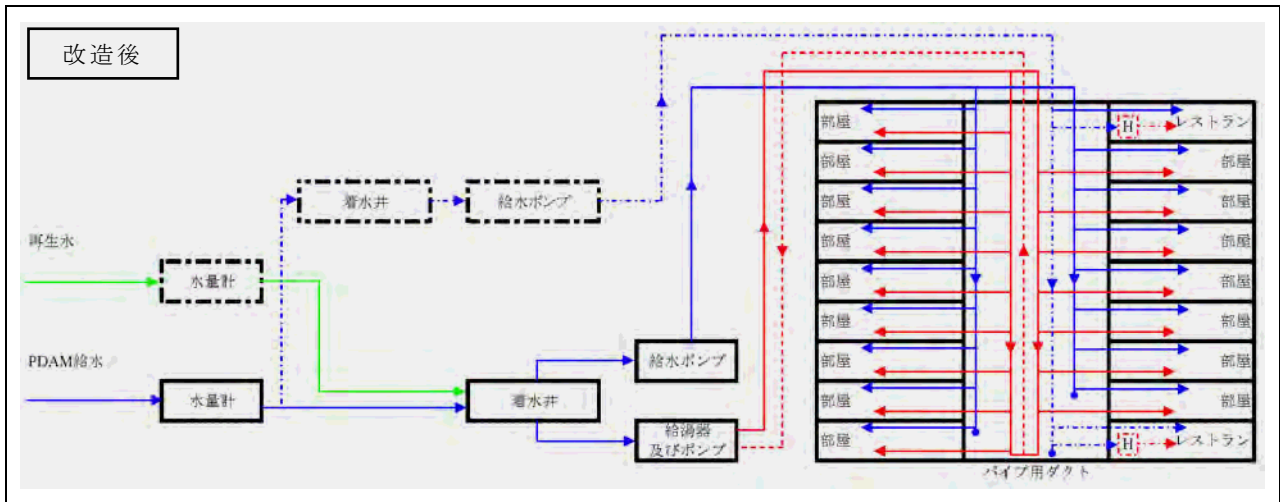 改造後
部屋 H レストラン
部屋 部屋
部屋 部屋
着水井 給水ポンプ
再生水
部屋 部屋
水量計
部屋 部屋
部屋 部屋
PDAM給水
給水ポンプ
部屋 部屋
水量計 着水井
部屋 部屋
給湯器
及びポンプ
部屋 H レストラン
パイプ用ダクト